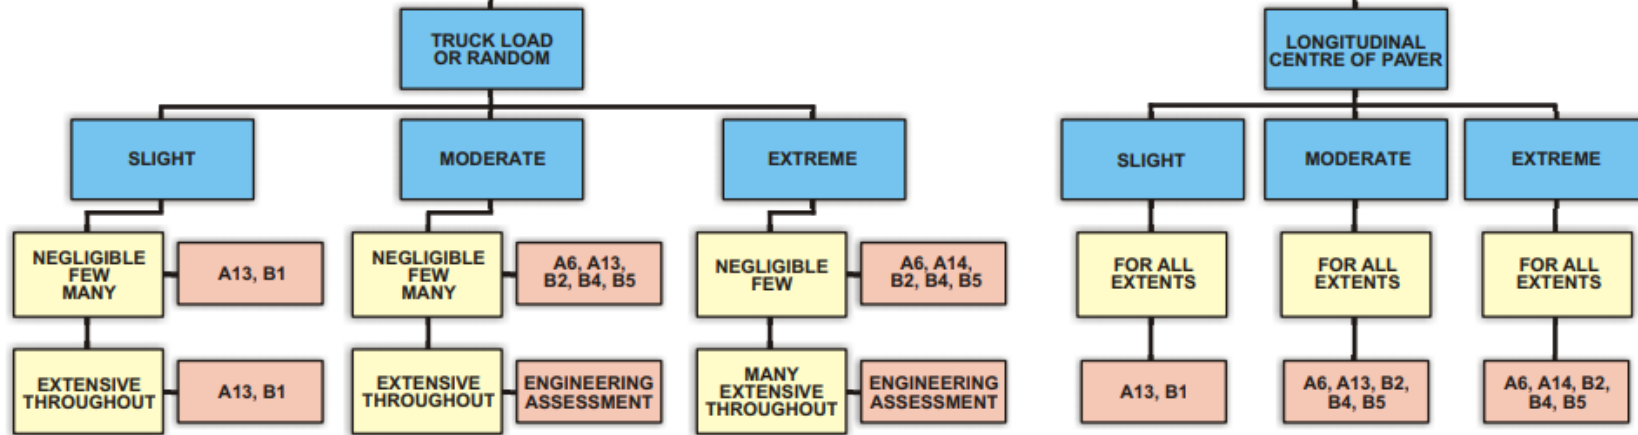 TRUCK LOAD
OR RANDOM
LONGITUDINAL
CENTRE OF PAVER
SLIGHT
MODERATE
EXTREME
SLIGHT
MODERATE
EXTREME
NEGLIGIBLE
FEW
MANY
A13, B1
NEGLIGIBLE
FEW
MANY
A6, A13,
B2, B4, B5
NEGLIGIBLE
FEW
A6, A14,
B2, B4, B5
FOR ALL
EXTENTS
FOR ALL
EXTENTS
FOR ALL
EXTENTS
EXTENSIVE
THROUGHOUT
A13, B1
EXTENSIVE
THROUGHOUT
ENGINEERING
ASSESSMENT
MANY
EXTENSIVE
THROUGHOUT
ENGINEERING
ASSESSMENT
A13, B1
A6, A13, B2,
B4, B5
A6, A14, B2,
B4, B5